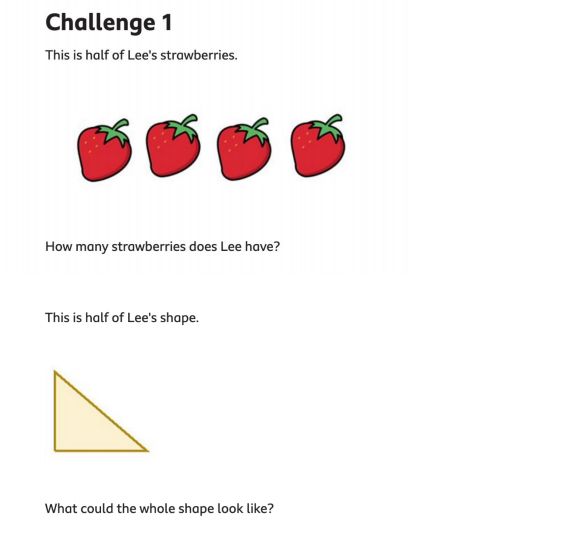 Challenge 1
This is half of Lee's strawberries.
How many strawberries does Lee have?
This is half of Lee's shape.
What could the whole shape look like?